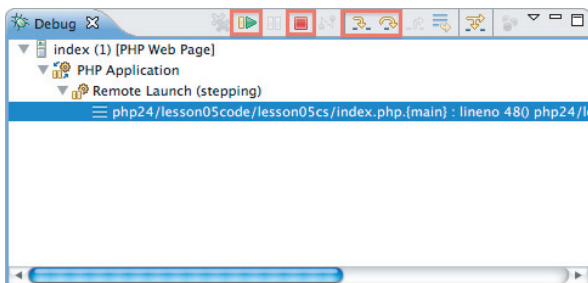 Debug
index (1) [PHP Web Page]
PHP Application
Remote Launch (stepping)
php24/lesson05code/lesson05cs/index.php.{main} : lineno 48() php24/l